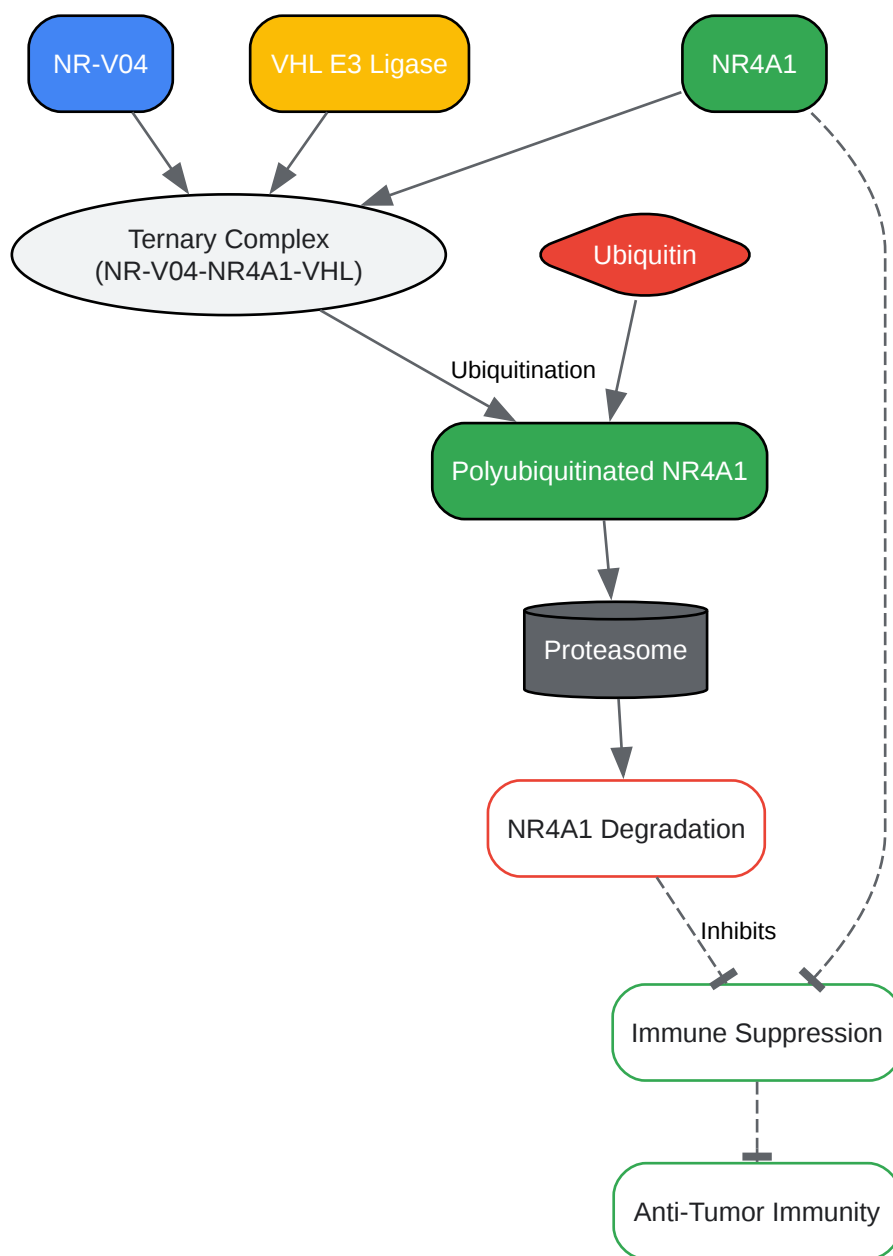 NR-V04
VHL E3 Ligase
NR4A1
Ternary Complex
(NR-V04-NR4A1-VHL)
Ubiquitin
Ubiquitination
Polyubiquitinated NR4A1
Proteasome
NR4A1 Degradation
Inhibits
Immune Suppression
Anti-Tumor Immunity